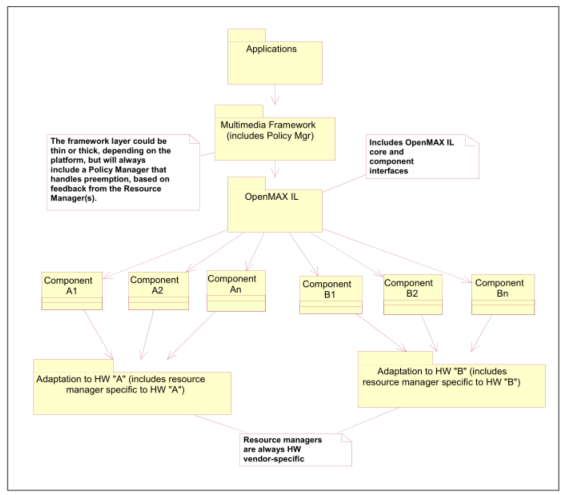 Applications
Multimedia Framework
(includes Policy Mgr)
The framework layer could be
thin or thick, depending on the
platform, but will always
include a Policy Manager that
handles preemption, based on
feedback from the Resource
Manager(s).
Includes OpenMAX IL
core and
component
interfaces
OpenMAX IL
Component
A1
Component
A2
Component
An
Component
B1
Component
B2
Component
Bn
Adaptation to HW "A" (includes resource
manager specific to HW "A")
Adaptation to HW "B" (includes
resource manager specific to HW "B")
Resource managers
are always HW
vendor-specific